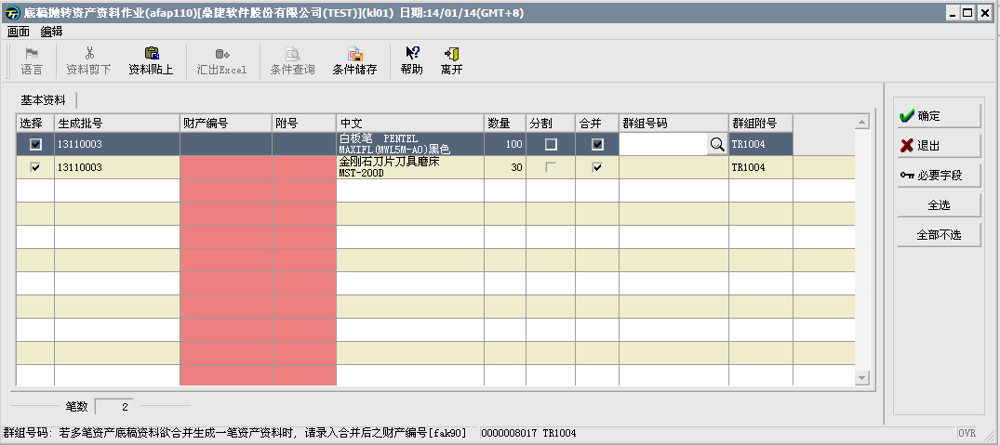 底稿抛转资产资料作业(afap110)[鼎捷软件股份有限公司(TEST)](kl01) 日期:14/01/14(GMT+8)
画面 编辑
语言 资料剪下 资料贴上 汇出Excel 条件查询 条件储存 帮助 离开
基本资料
选择 生成批号 财产编号 附号 中文 数量 分割 合并 群组号码 群组附号
13110003 白板笔 PENTEL 100 TR1004
MAXIFL(MWL5M-AO)黑色
13110003 金刚石刀片刀具磨床 30 TR1004
MST-200D
确定
退出
必要字段
全选
全部不选
笔数 2
群组号码: 若多笔资产底稿资料欲合并生成一笔资产资料时, 请录入合并后之财产编号[fak90] 0000008017 TR1004 OVR